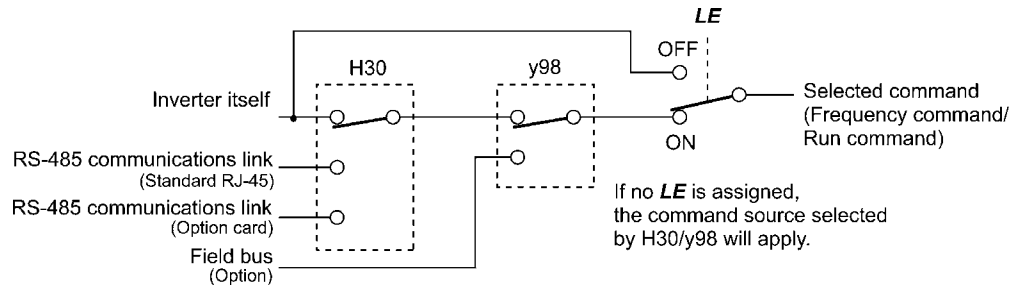 LE
OFF
H30
y98
Inverter itself
Selected command
(Frequency command/
Run command)
ON
RS-485 communications link
(Standard RJ-45)
RS-485 communications link
(Option card)
If no LE is assigned,
the command source selected
by H30/y98 will apply.
Field bus
(Option)